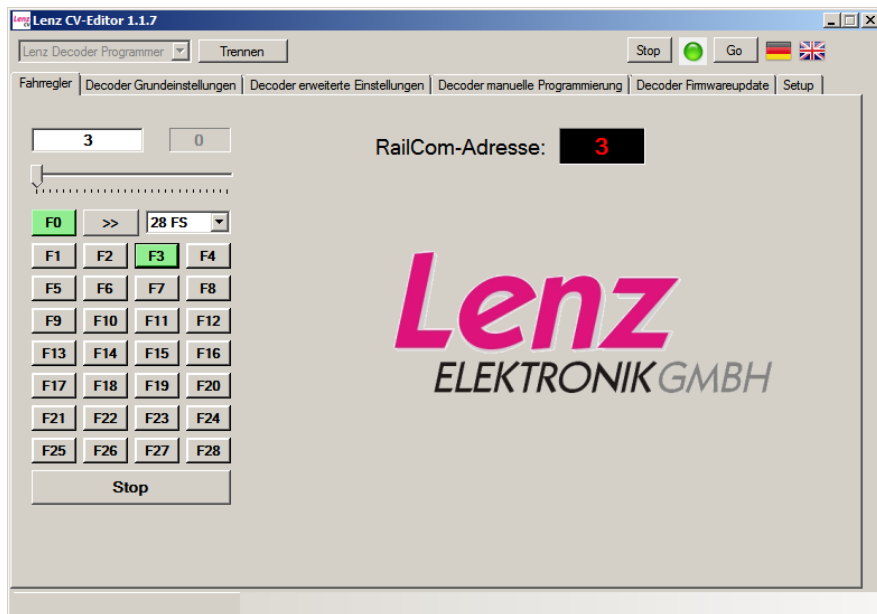 Lenz CV-Editor 1.1.7
Lenz Decoder Programmer Trennen Stop Go
Fahrregler Decoder Grundeinstellungen Decoder erweiterte Einstellungen Decoder manuelle Programmierung Decoder Firmwareupdate Setup
3 0
RailCom-Adresse: 3
F0 >> 28 FS
F1 F2 F3 F4
F5 F6 F7 F8
F9 F10 F11 F12
F13 F14 F15 F16
F17 F18 F19 F20
F21 F22 F23 F24
F25 F26 F27 F28
Stop
Lenz
ELEKTRONIK GMBH